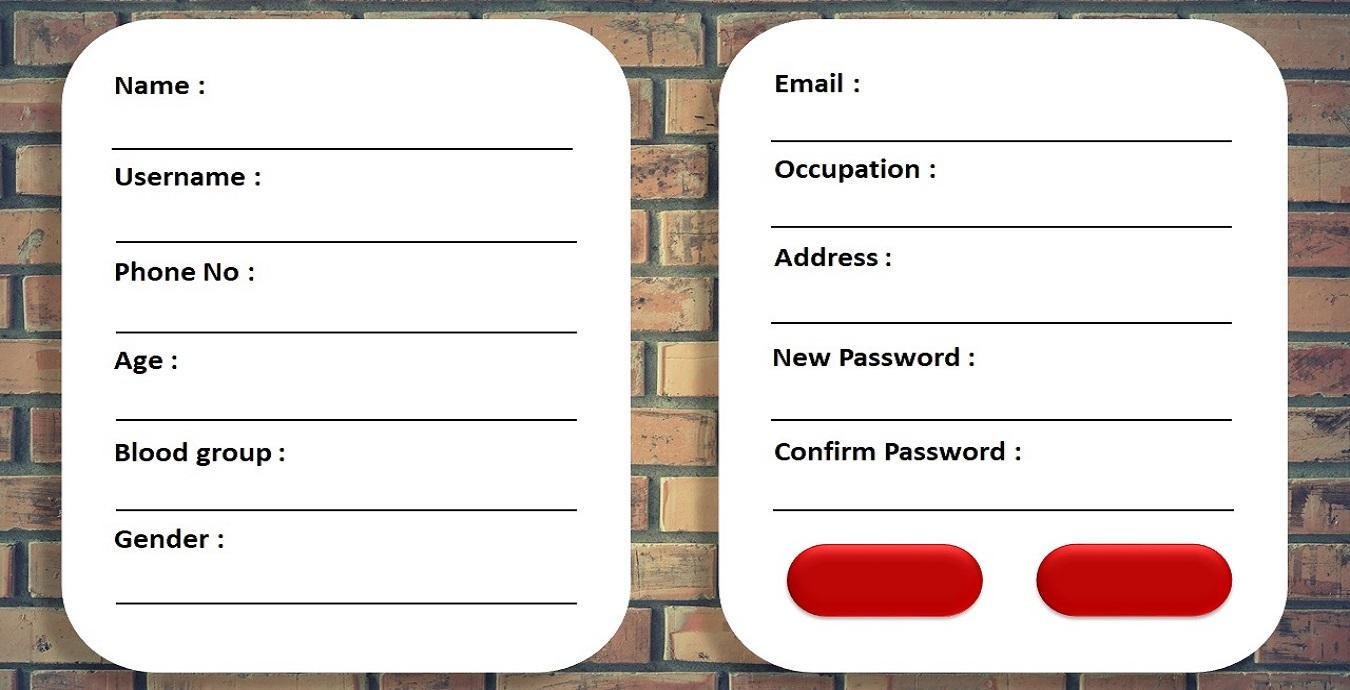 Name :
Username :
Phone No :
Age :
Blood group :
Gender :
Email :
Occupation :
Address :
New Password :
Confirm Password :